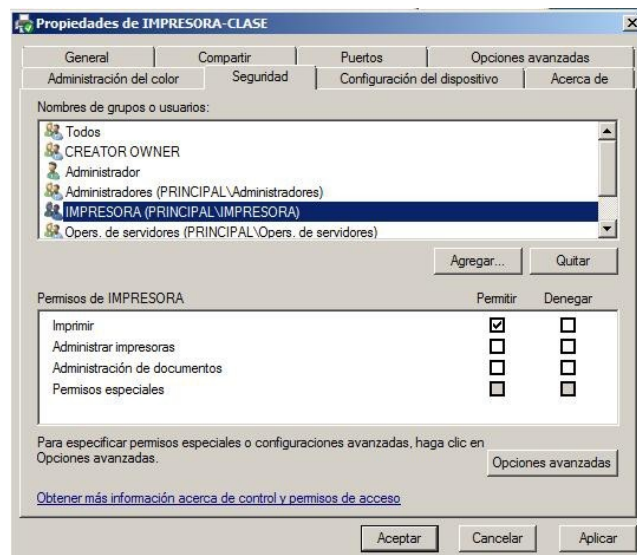 Propiedades de IMPRESORA-CLASE
General Compartir Puertos Opciones avanzadas
Administración del color Seguridad Configuración del dispositivo Acerca de
Nombres de grupos o usuarios:
Todos
CREATOR OWNER
Administrador
Administradores (PRINCIPAL\Administradores)
IMPRESORA (PRINCIPAL\IMPRESORA)
Opers. de servidores (PRINCIPAL\Opers. de servidores)
Agregar... Quitar
Permisos de IMPRESORA Permitir Denegar
Imprimir
Administrar impresoras
Administración de documentos
Permisos especiales
Para especificar permisos especiales o configuraciones avanzadas, haga clic en
Opciones avanzadas.
Opciones avanzadas
Obtener más información acerca de control y permisos de acceso
Aceptar Cancelar Aplicar